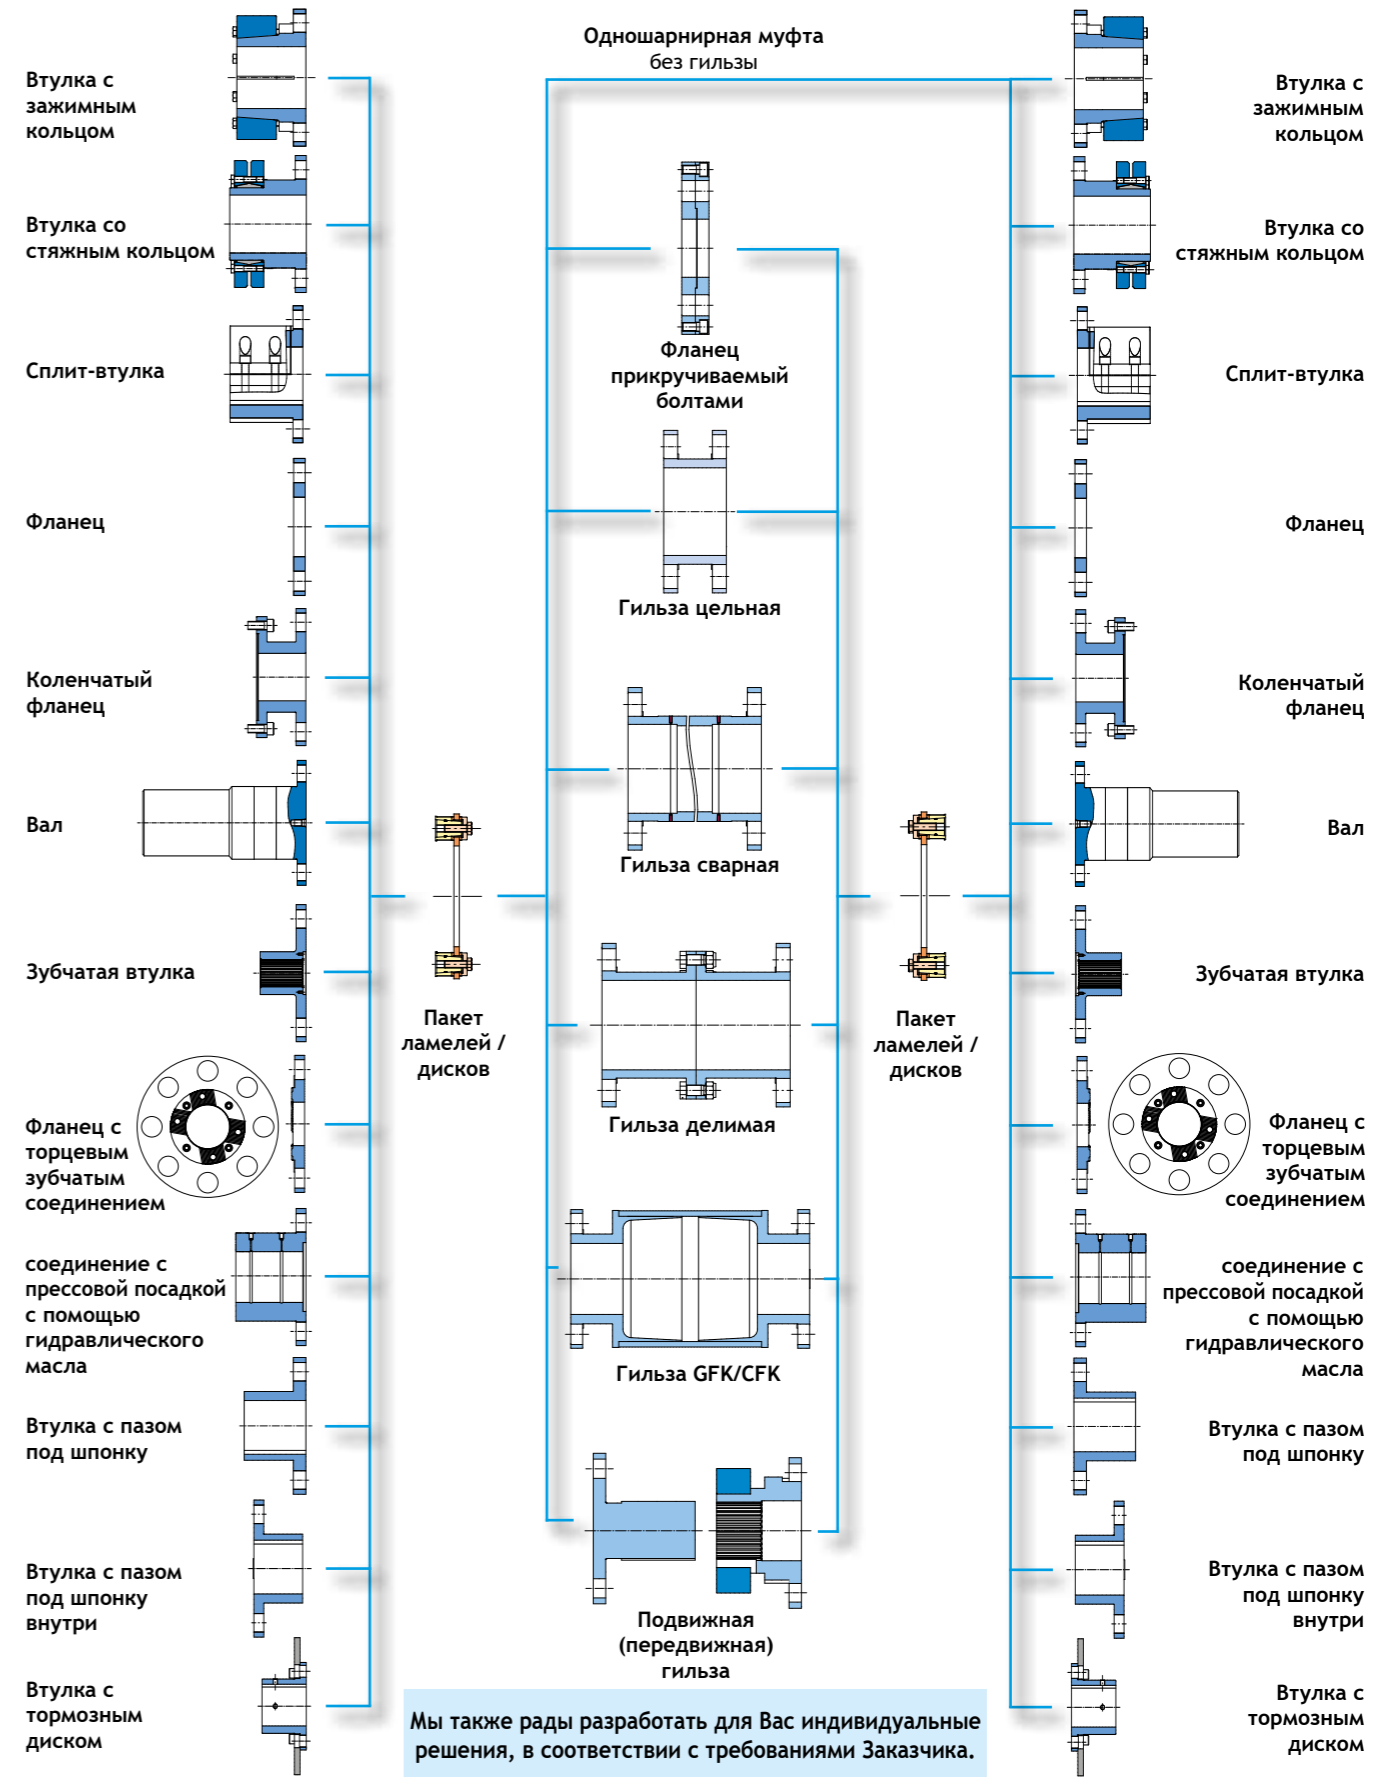 Одношарнирная муфта
без гильзы
Втулка с
зажимным
кольцом
Втулка со
стяжным кольцом
Сплит-втулка
Фланец
Коленчатый
фланец
Вал
Зубчатая втулка
Фланец с
торцевым
зубчатым
соединением
соединение с
прессовой посадкой
с помощью
гидравлического
масла
Втулка с пазом
под шпонку
Втулка с пазом
под шпонку
внутри
Втулка с
тормозным
диском
Пакет
ламелей /
дисков
Фланец
прикручиваемый
болтами
Гильза цельная
Гильза сварная
Гильза делимая
Гильза GFK/CFK
Подвижная
(передвижная)
гильза
Пакет
ламелей /
дисков
Втулка с
зажимным
кольцом
Втулка со
стяжным кольцом
Сплит-втулка
Фланец
Коленчатый
фланец
Вал
Зубчатая втулка
Фланец с
торцевым
зубчатым
соединением
соединение с
прессовой посадкой
с помощью
гидравлического
масла
Втулка с пазом
под шпонку
Втулка с пазом
под шпонку
внутри
Втулка с
тормозным
диском
Мы также рады разработать для Вас индивидуальные
решения, в соответствии с требованиями Заказчика.